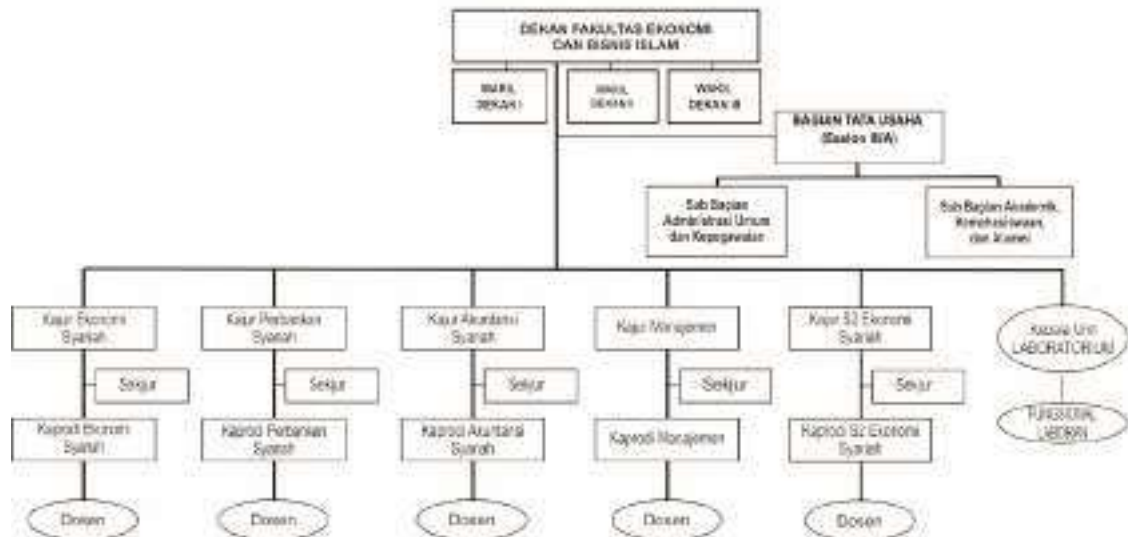 DEKAN FAKULTAS EKONOMI
DAN BISNIS ISLAM
WAKIL
DEKAN I
WAKIL
DEKAN II
WAKIL
DEKAN III
BAGIAN TATA USAHA
(Eselon III/A)
Sub Bagian
Administrasi Umum
dan Kepegawaian
Sub Bagian Akademik,
Kemahasiswaan,
dan Alumni
Kajur Ekonomi
Syariah
Kajur Perbankan
Syariah
Kajur Akuntansi
Syariah
Kajur Manajemen
Kajur S2 Ekonomi
Syariah
Kepala Unit
LABORATORIUM
Sekjur
Sekjur
Sekjur
Sekjur
Sekjur
Kaprodi Ekonomi
Syariah
Kaprodi Perbankan
Syariah
Kaprodi Akuntansi
Syariah
Kaprodi Manajemen
Kaprodi S2 Ekonomi
Syariah
FUNGSIONAL
LABORAN
Dosen
Dosen
Dosen
Dosen
Dosen